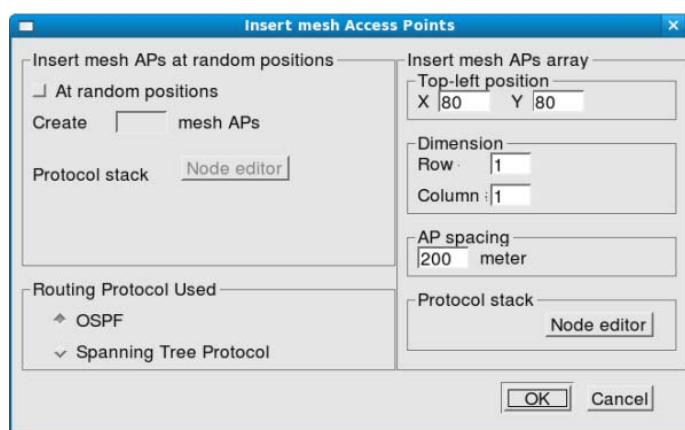 Insert mesh Access Points
Insert mesh APs at random positions
At random positions
Create mesh APs
Protocol stack Node editor
Routing Protocol Used
OSPF
Spanning Tree Protocol
Insert mesh APs array
Top-left position
X 80 Y 80
Dimension
Row : 1
Column : 1
AP spacing
200 meter
Protocol stack
Node editor
OK Cancel